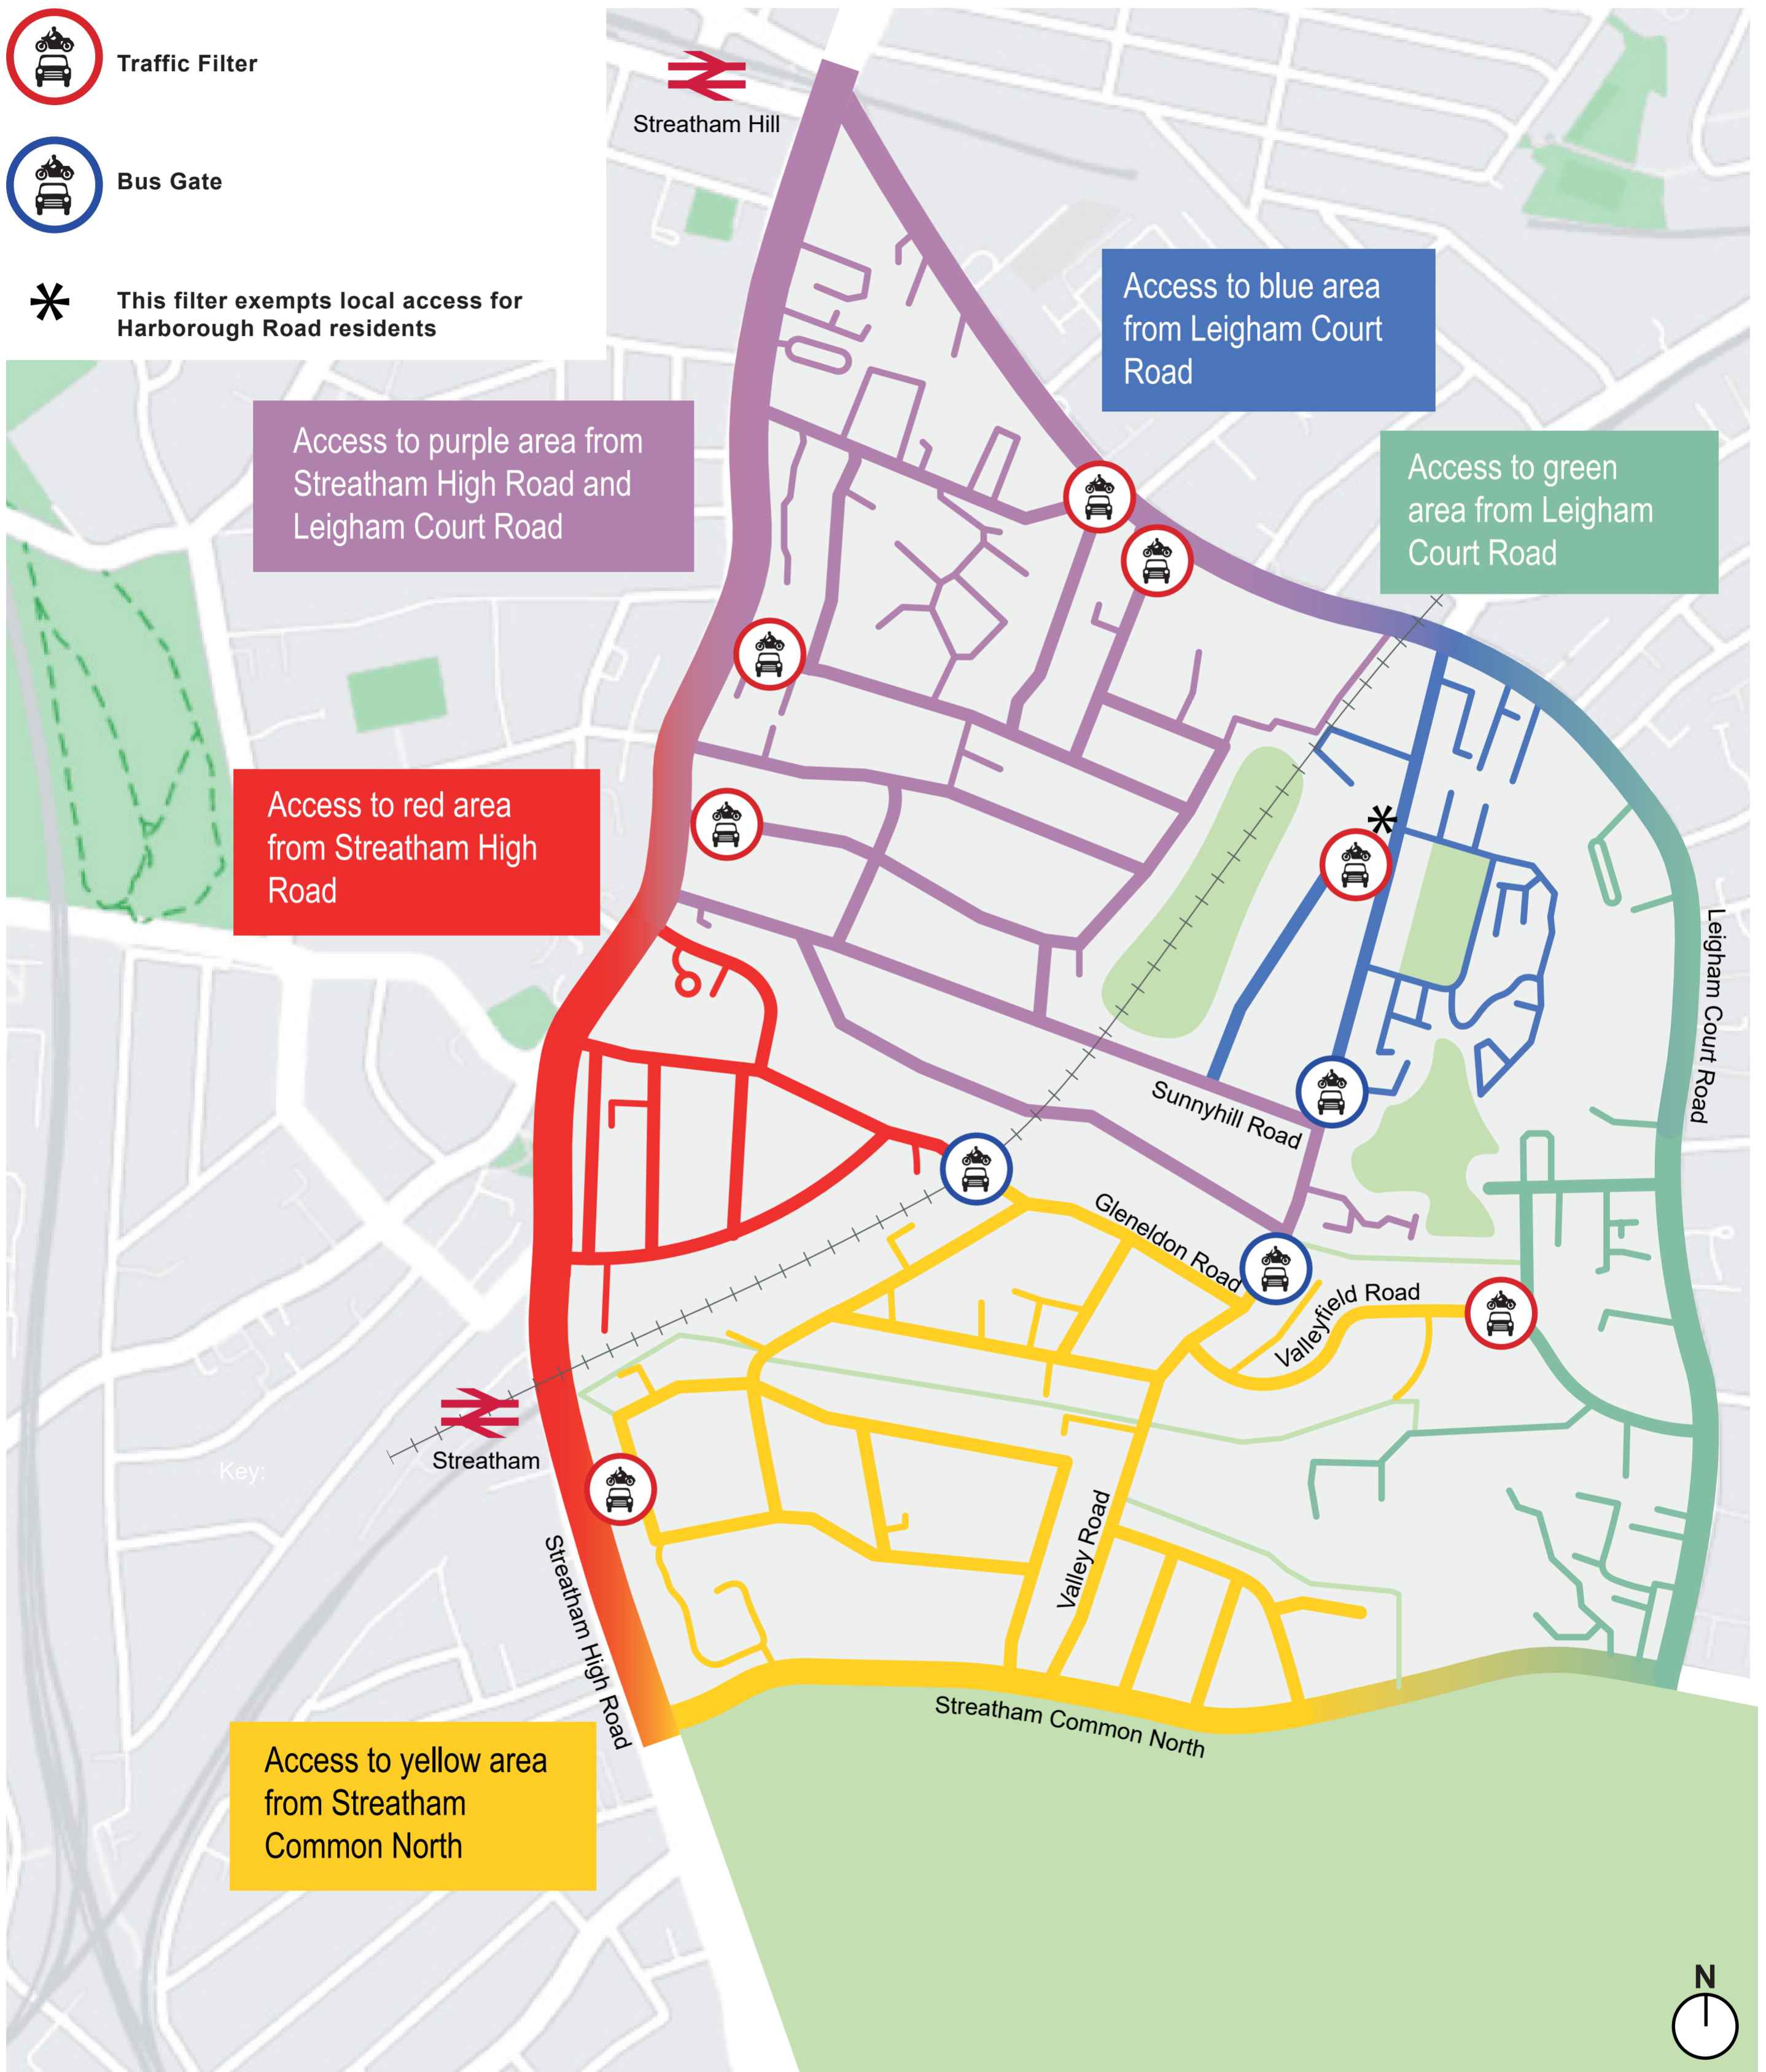 Traffic Filter
Bus Gate
This filter exempts local access for
Harborough Road residents
Streatham Hill
Access to blue area
from Leigham Court
Road
Access to purple area from
Streatham High Road and
Leigham Court Road
Access to green
area from Leigham
Court Road
Access to red area
from Streatham High
Road
Leigham Court Road
Sunnyhill Road
Gleneldon Road
Valleyfield Road
Streatham
Key:
Valley Road
Streatham High Road
Streatham Common North
Access to yellow area
from Streatham
Common North
N